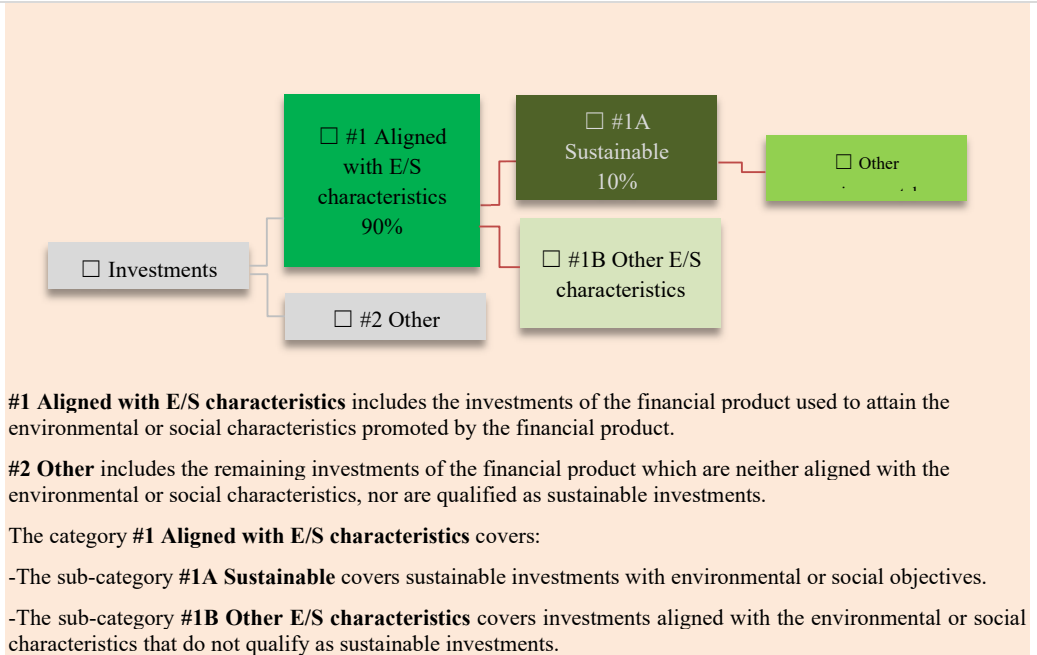 ☐ #1 Aligned
with E/S
characteristics
90%
☐ #1A
Sustainable
10%
☐ Other
☐ Investments
☐ #1B Other E/S
characteristics
☐ #2 Other
#1 Aligned with E/S characteristics includes the investments of the financial product used to attain the
environmental or social characteristics promoted by the financial product.
#2 Other includes the remaining investments of the financial product which are neither aligned with the
environmental or social characteristics, nor are qualified as sustainable investments.
The category #1 Aligned with E/S characteristics covers:
-The sub-category #1A Sustainable covers sustainable investments with environmental or social objectives.
-The sub-category #1B Other E/S characteristics covers investments aligned with the environmental or social
characteristics that do not qualify as sustainable investments.